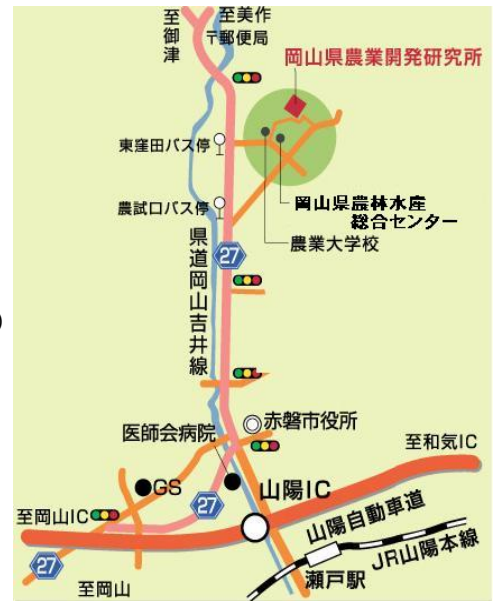 至美作
至御津
〒郵便局
岡山県農業開発研究所
東窪田バス停
岡山県農林水産
総合センター
農試口バス停
農業大学校
27
県道岡山吉井線
赤磐市役所
医師会病院
至和気IC
GS
山陽IC
27
至岡山IC
山陽自動車道
JR山陽本線
27
瀬戸駅
至岡山
)